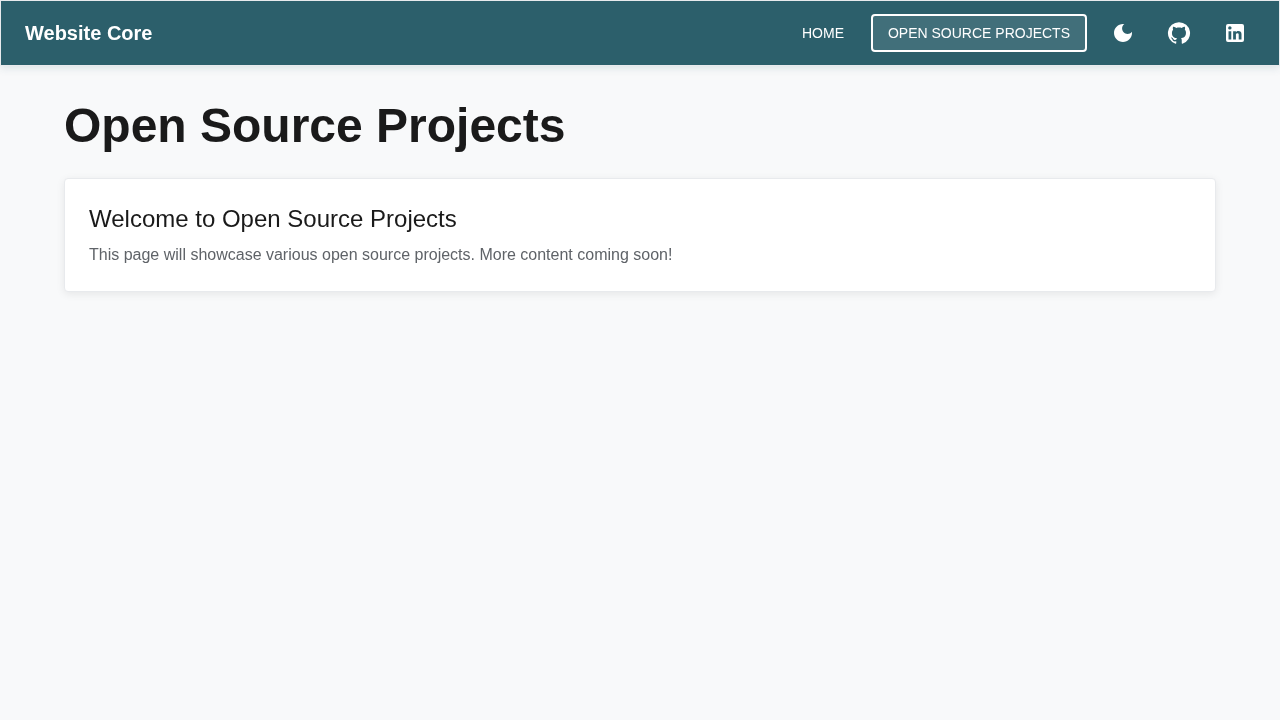 Website Core
HOME
OPEN SOURCE PROJECTS
Open Source Projects
Welcome to Open Source Projects
This page will showcase various open source projects. More content coming soon!